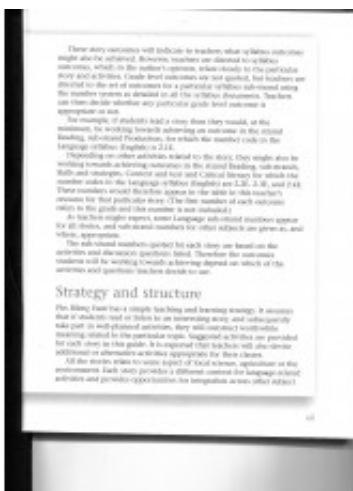 These story outcomes will indicate to teachers what syllabus outcomes
might also be achieved. However, teachers are directed to syllabus
outcomes, which in the author's opinion, relate closely to the particular
story and activities. Grade level outcomes are not quoted, but teachers are
directed to the set of outcomes for a particular syllabus sub-strand using
the number system as detailed in all the syllabus documents. Teachers
can then decide whether any particular grade level outcome is
appropriate or not.
For example, if students read a story then they would, at the
minimum, be working towards achieving an outcome in the strand
Reading, sub-strand Production, for which the number code in the
Language syllabus (English) is
Depending on other activities related to the story, they might also be
working towards achieving outcomes in the strand Reading, sub-strands,
Skills and strategies, Context and text and Critical literacy for which the
number codes in the Language syllabus (English) are and
These numbers would therefore appear in the table in this teacher's
resource for that particular story. (The first number of each outcome
refers to the grade and this number is not included.)
As teachers might expect, some Language sub-strand numbers appear
for all stories, and sub-strand numbers for other subjects are given as, and
where, appropriate.
The sub-strand numbers quoted for each story are based on the
activities and discussion questions listed. Therefore the outcomes
students will be working towards achieving depend on which of the
activities and questions teachers decide to use.
Strategy and structure
has a simple teaching and learning strategy. It assumes
that if students read or listen to an interesting story, and subsequently
take part in well-planned activities, they will construct worthwhile
meaning related to the particular topic. Suggested activities are provided
for each story in this guide. It is expected that teachers will also devise
additional or alternative activities appropriate for their classes.
All the stories relate to some aspect of local science, agriculture or the
environment. Each story provides a different context for language related
activities and provides opportunities for integration across other subject